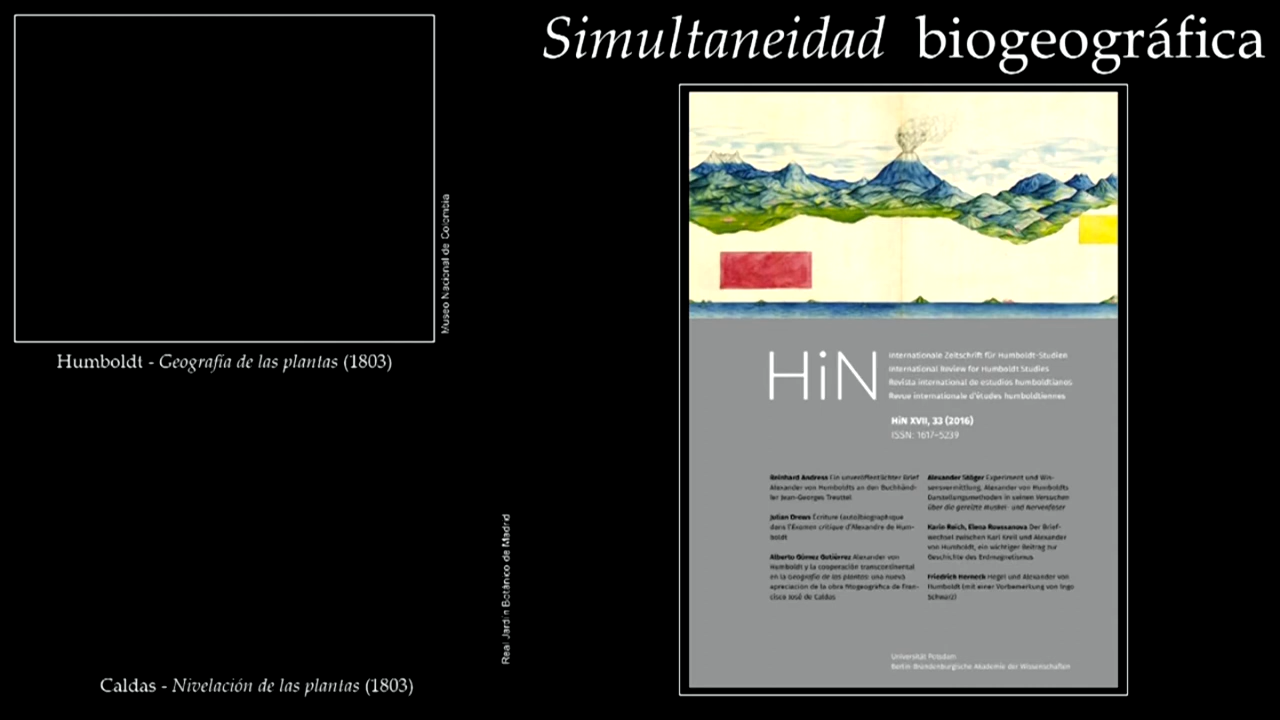 Simultaneidad biogeográfica
Museo Nacional de Colombia
Humboldt - Geografía de las plantas (1803)
Real Jardín Botánico de Madrid
Caldas - Nivelación de las plantas (1803)
HiN
Internationale Zeitschrift für Humboldt-Studien
International Review for Humboldt Studies
Revista internacional de estudios humboldtianos
Revue internationale d'études humboldtiennes
HiN XVII, 33 (2016)
ISSN: 1617-5239
Reinhard Andress Ein unveröffentlichter Brief
Alexander von Humboldts an den Buchhänd-
ler Jean-Georges Treuttel
Julian Drews Écriture (auto)biographique
dans l'Examen critique d'Alexandre de Hum-
boldt
Alberto Gómez Gutiérrez Alexander von
Humboldt y la cooperación transcontinental
en la Geografía de las plantas: una nueva
apreciación de la obra fitogeográfica de Fran-
cisco José de Caldas
Alexander Stöger Experiment und Wis-
sensvermittlung. Alexander von Humboldts
Darstellungsmethoden in seinen Versuchen
über die gereizte Muskel- und Nervenfaser
Karin Reich, Elena Roussanova Der Brief-
wechsel zwischen Karl Kreil und Alexander
von Humboldt, ein wichtiger Beitrag zur
Geschichte des Erdmagnetismus
Friedrich Herneck Hegel und Alexander von
Humboldt (mit einer Vorbemerkung von Ingo
Schwarz)
Universität Potsdam
Berlin-Brandenburgische Akademie der Wissenschaften